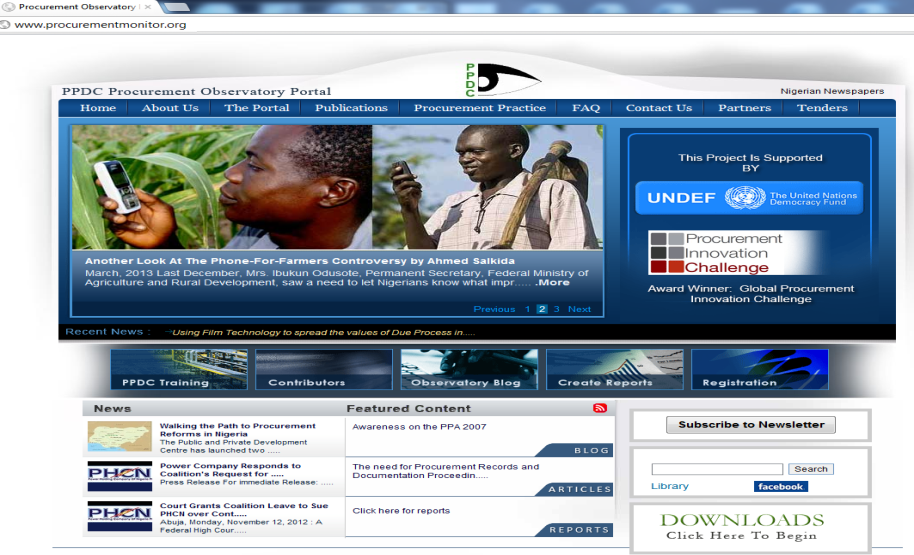 Procurement Observatory
www.procurementmonitor.org
PPDC
PPDC Procurement Observatory Portal
Nigerian Newspapers
Home About Us The Portal Publications Procurement Practice FAQ Contact Us Partners Tenders
Another Look At The Phone-For-Farmers Controversy by Ahmed Salkida
March, 2013 Last December, Mrs. Ibukun Odusote, Permanent Secretary, Federal Ministry of
Agriculture and Rural Development, saw a need to let Nigerians know what impr..... .More
Previous 1 2 3 Next
This Project Is Supported
BY
UNDEF The United Nations
Democracy Fund
Procurement
Innovation
Challenge
Award Winner: Global Procurement
Innovation Challenge
Recent News : Using Film Technology to spread the values of Due Process in.....
PPDC Training
Contributors
Observatory Blog
Create Reports
Registration
News
Walking the Path to Procurement
Reforms in Nigeria
The Public and Private Development
Centre has launched two .....
PHCN
Power Company Responds to
Coalition's Request for .....
Press Release For immediate Release: .....
PHCN
Court Grants Coalition Leave to Sue
PHCN over Cont.....
Abuja, Monday, November 12, 2012 : A
Federal High Cour.....
Featured Content
Awareness on the PPA 2007
BLOG
The need for Procurement Records and
Documentation Proceedin.....
ARTICLES
Click here for reports
REPORTS
Subscribe to Newsletter
Search
Library facebook
DOWNLOADS
Click Here To Begin